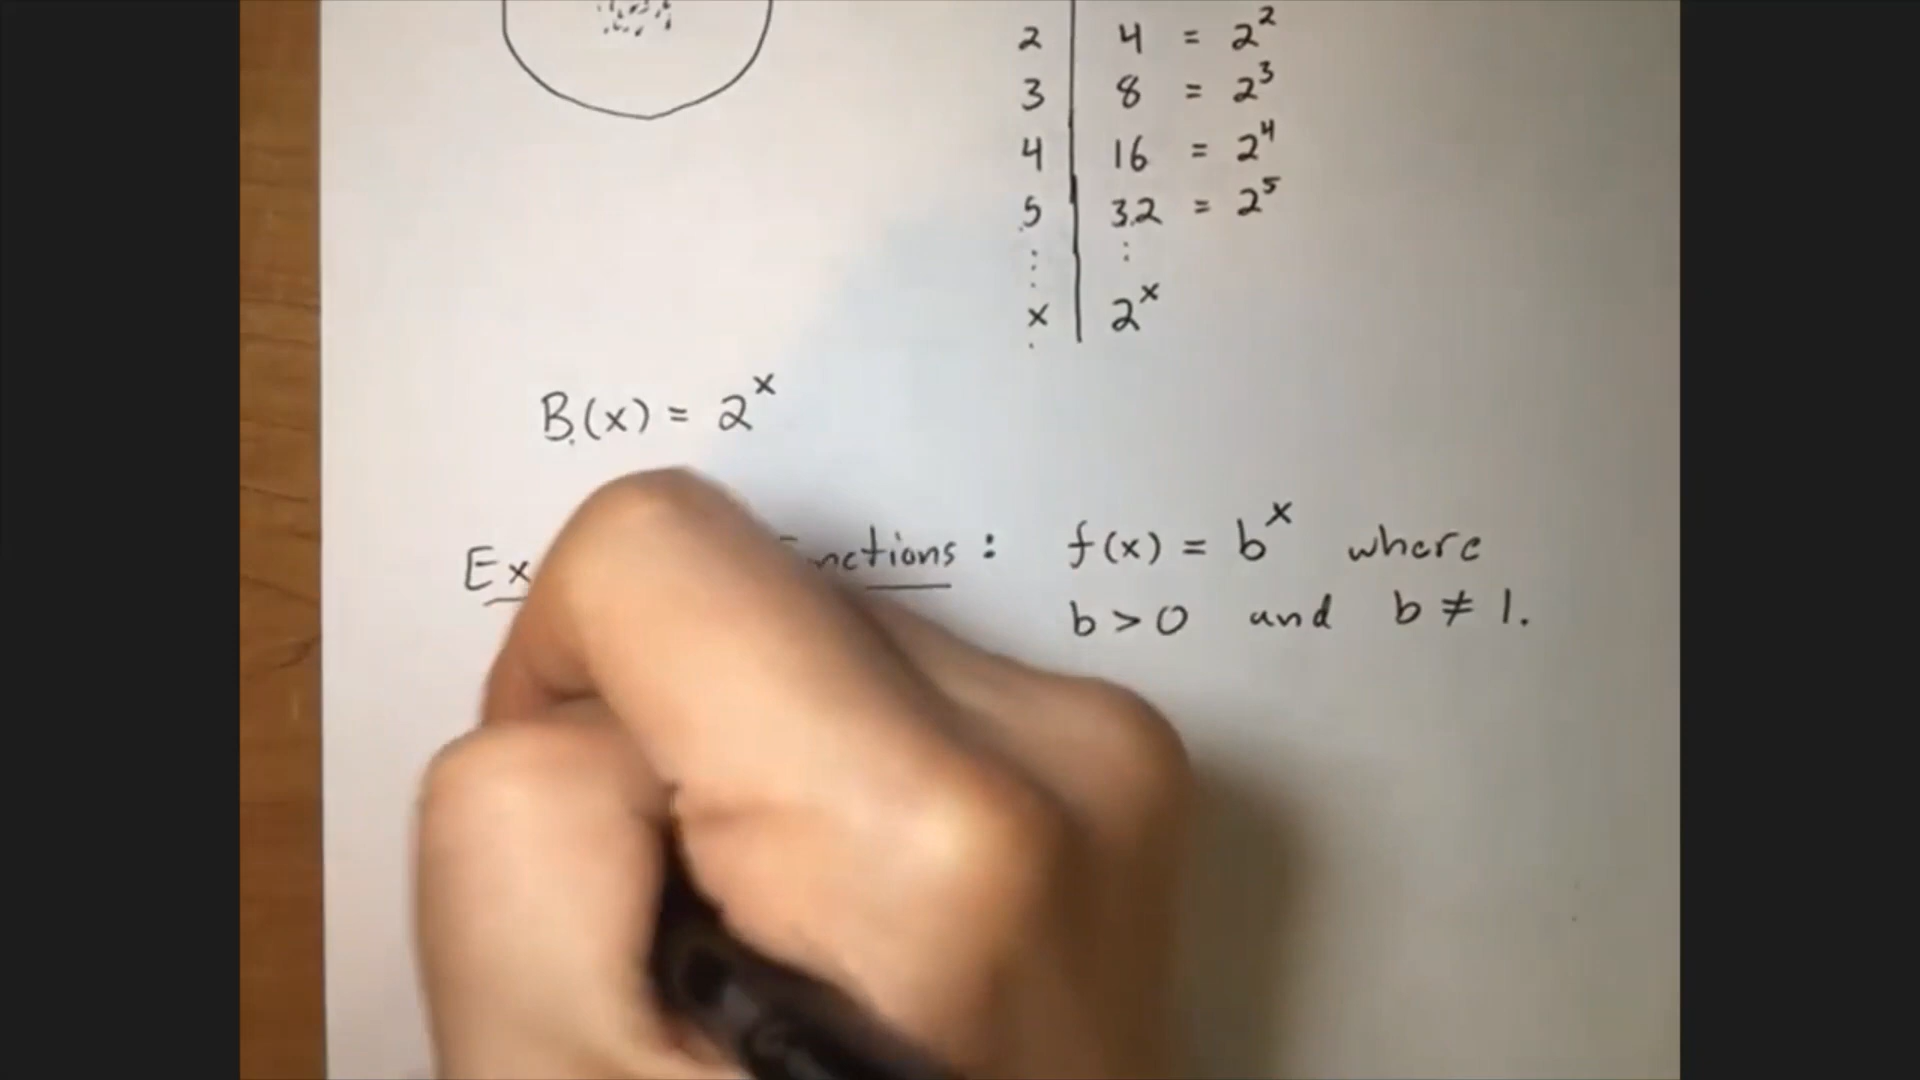 2 4 = 2²
3 8 = 2³
4 16 = 2⁴
5 32 = 2⁵
⋮ ⋮
x 2ˣ
B(x) = 2ˣ
f(x) = bˣ where
b > 0 and b ≠ 1.